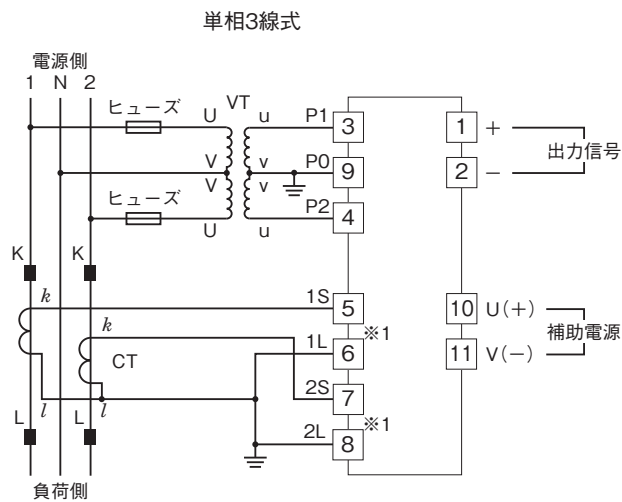 単相3線式
電源側
1 N 2
ヒューズ U VT u P1 3 1 +
出力信号
V v P0 9 2 −
V v
ヒューズ P2 4
U u
K K
k 1S 5 10 U(+)
※1 補助電源
k 1L 6 11 V(−)
CT
2S 7
L l L l ※1
2L 8
負荷側